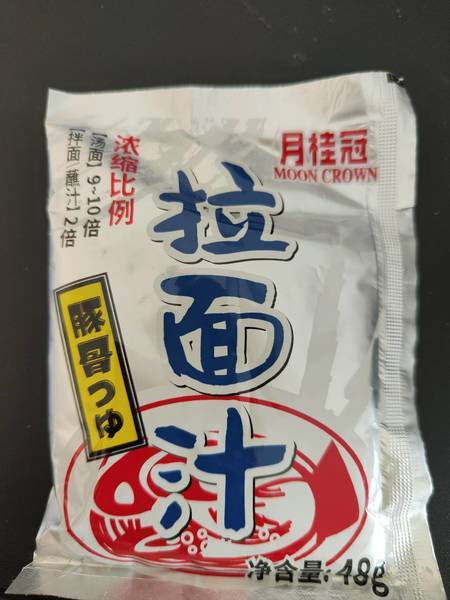 月桂冠
MOON CROWN
拉面汁
浓缩比例
【汤面】9~10倍
【拌面/蘸汁】2倍
豚骨つゆ
净含量:48g